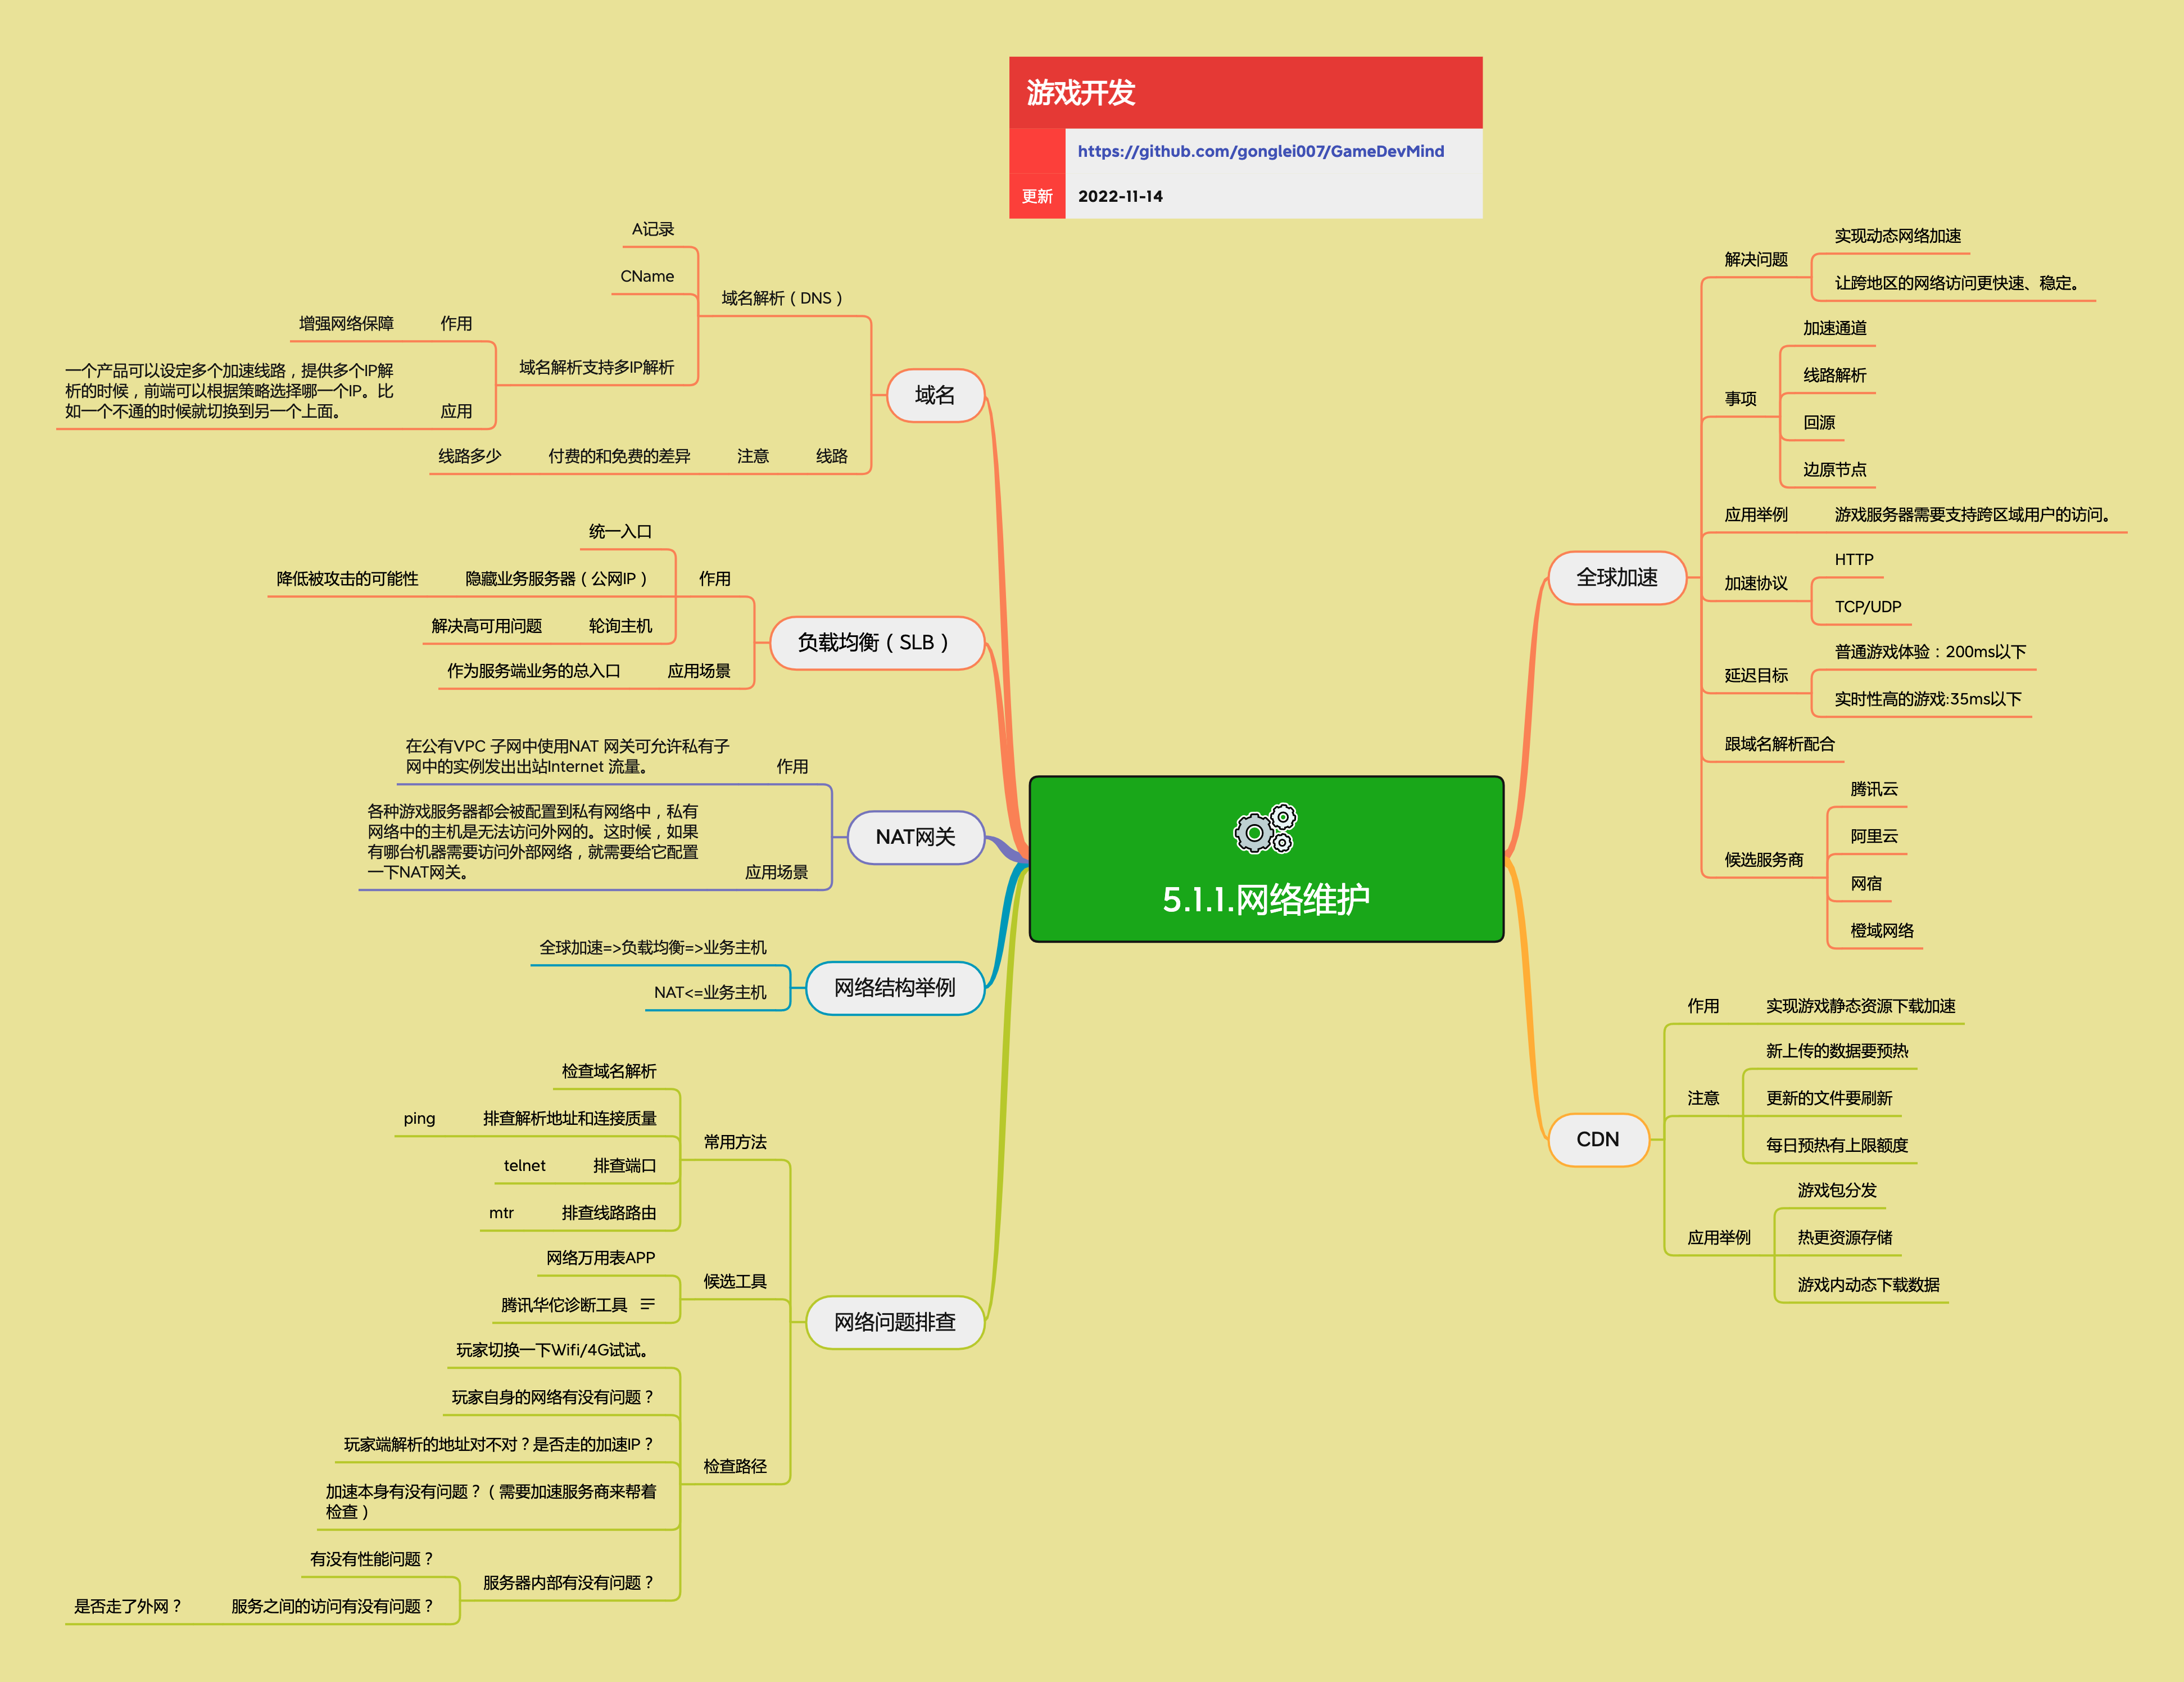 游戏开发
https://github.com/gonglei007/GameDevMind
更新
2022-11-14
5.1.1.网络维护
域名
域名解析（DNS）
A记录
CName
域名解析支持多IP解析
作用
增强网络保障
应用
一个产品可以设定多个加速线路，提供多个IP解
析的时候，前端可以根据策略选择哪一个IP。比
如一个不通的时候就切换到另一个上面。
线路
注意
付费的和免费的差异
线路多少
负载均衡（SLB）
作用
统一入口
隐藏业务服务器（公网IP）
降低被攻击的可能性
轮询主机
解决高可用问题
应用场景
作为服务端业务的总入口
NAT网关
作用
在公有VPC 子网中使用NAT 网关可允许私有子
网中的实例发出出站Internet 流量。
应用场景
各种游戏服务器都会被配置到私有网络中，私有
网络中的主机是无法访问外网的。这时候，如果
有哪台机器需要访问外部网络，就需要给它配置
一下NAT网关。
网络结构举例
全球加速=>负载均衡=>业务主机
NAT<=业务主机
网络问题排查
常用方法
检查域名解析
排查解析地址和连接质量
ping
排查端口
telnet
排查线路路由
mtr
候选工具
网络万用表APP
腾讯华佗诊断工具
检查路径
玩家切换一下Wifi/4G试试。
玩家自身的网络有没有问题？
玩家端解析的地址对不对？是否走的加速IP？
加速本身有没有问题？（需要加速服务商来帮着
检查）
服务器内部有没有问题？
有没有性能问题？
服务之间的访问有没有问题？
是否走了外网？
全球加速
解决问题
实现动态网络加速
让跨地区的网络访问更快速、稳定。
事项
加速通道
线路解析
回源
边原节点
应用举例
游戏服务器需要支持跨区域用户的访问。
加速协议
HTTP
TCP/UDP
延迟目标
普通游戏体验：200ms以下
实时性高的游戏:35ms以下
跟域名解析配合
候选服务商
腾讯云
阿里云
网宿
橙域网络
CDN
作用
实现游戏静态资源下载加速
注意
新上传的数据要预热
更新的文件要刷新
每日预热有上限额度
应用举例
游戏包分发
热更资源存储
游戏内动态下载数据